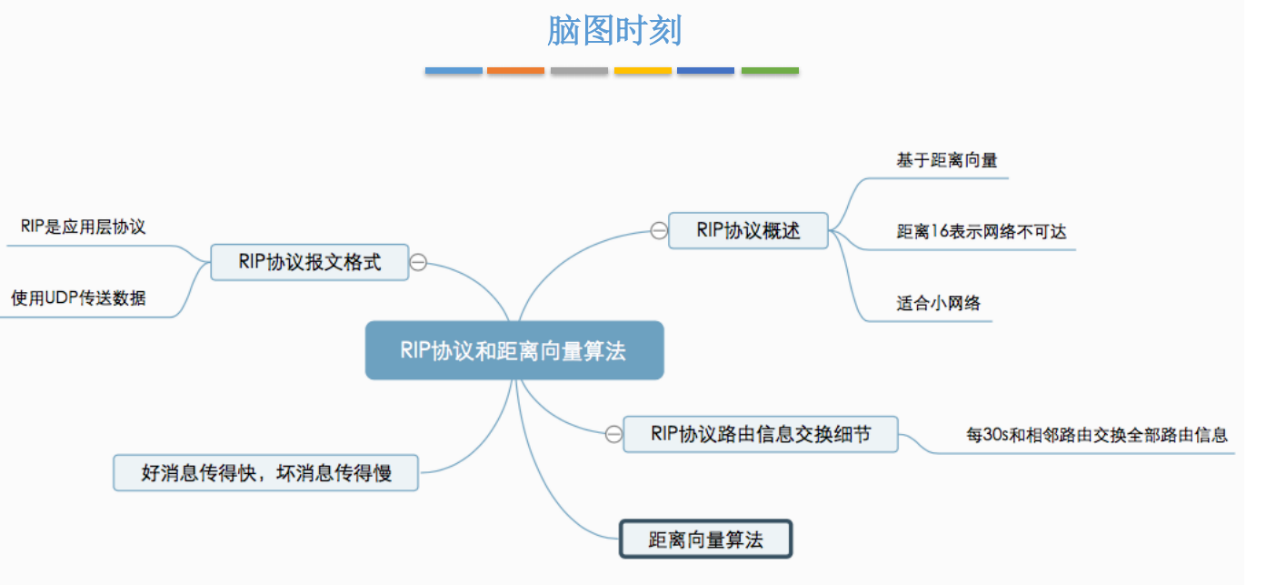 脑图时刻
基于距离向量
RIP协议概述
距离16表示网络不可达
适合小网络
RIP是应用层协议
RIP协议报文格式
使用UDP传送数据
RIP协议和距离向量算法
RIP协议路由信息交换细节
每30s和相邻路由交换全部路由信息
好消息传得快，坏消息传得慢
距离向量算法